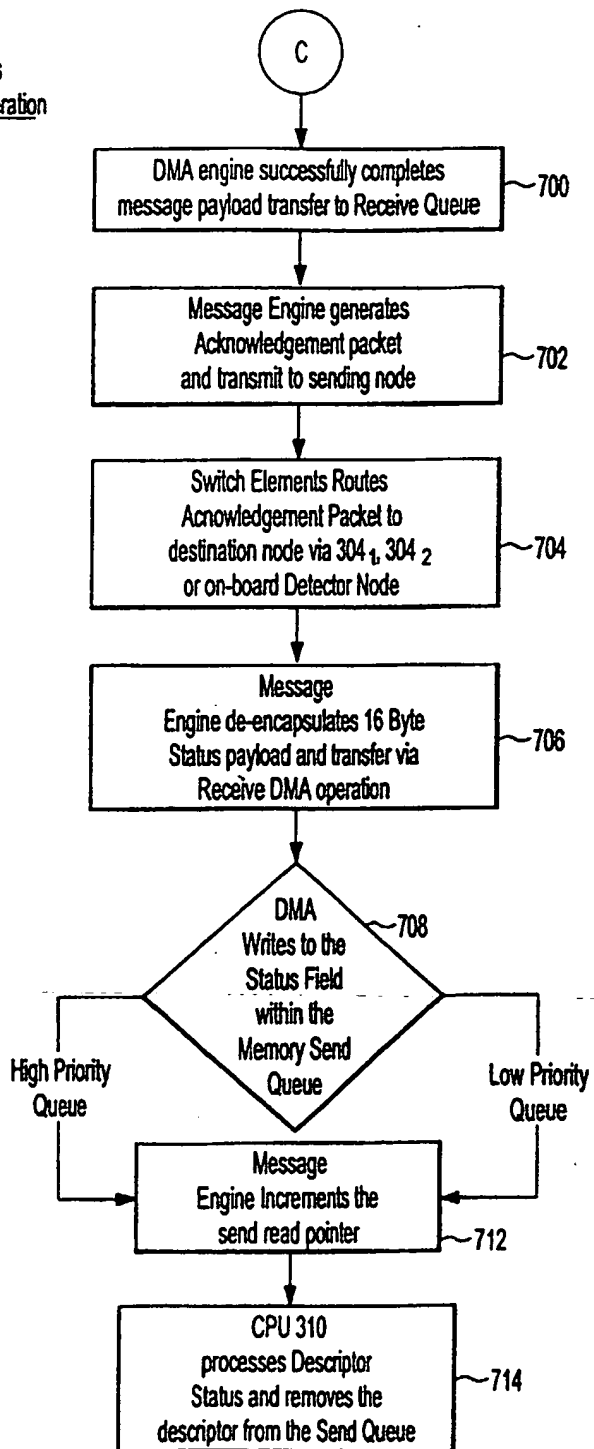 C
DMA engine successfully completes
message payload transfer to Receive Queue
700
Message Engine generates
Acknowledgement packet
and transmit to sending node
702
Switch Elements Routes
Acnowledgement Packet to
destination node via 304₁, 304₂
or on-board Detector Node
704
Message
Engine de-encapsulates 16 Byte
Status payload and transfer via
Receive DMA operation
706
DMA
Writes to the
Status Field
within the
Memory Send
Queue
708
High Priority
Queue
Low Priority
Queue
Message
Engine Increments the
send read pointer
712
CPU 310
processes Descriptor
Status and removes the
descriptor from the Send Queue
714